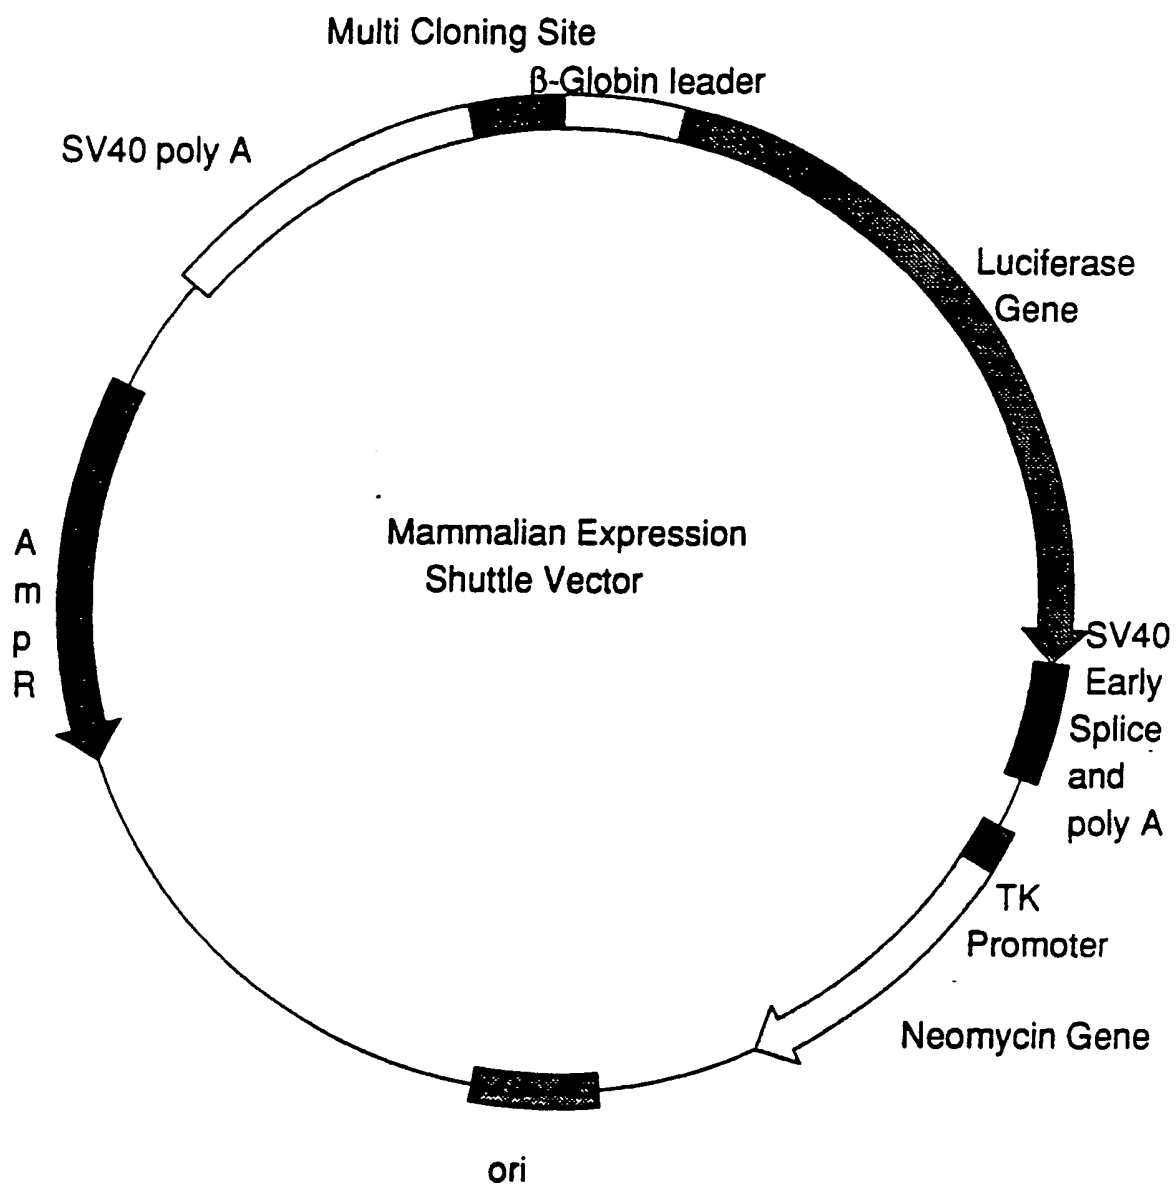 Multi Cloning Site
β-Globin leader
SV40 poly A
Luciferase
Gene
A
m
p
R
Mammalian Expression
Shuttle Vector
SV40
Early
Splice
and
poly A
TK
Promoter
Neomycin Gene
ori